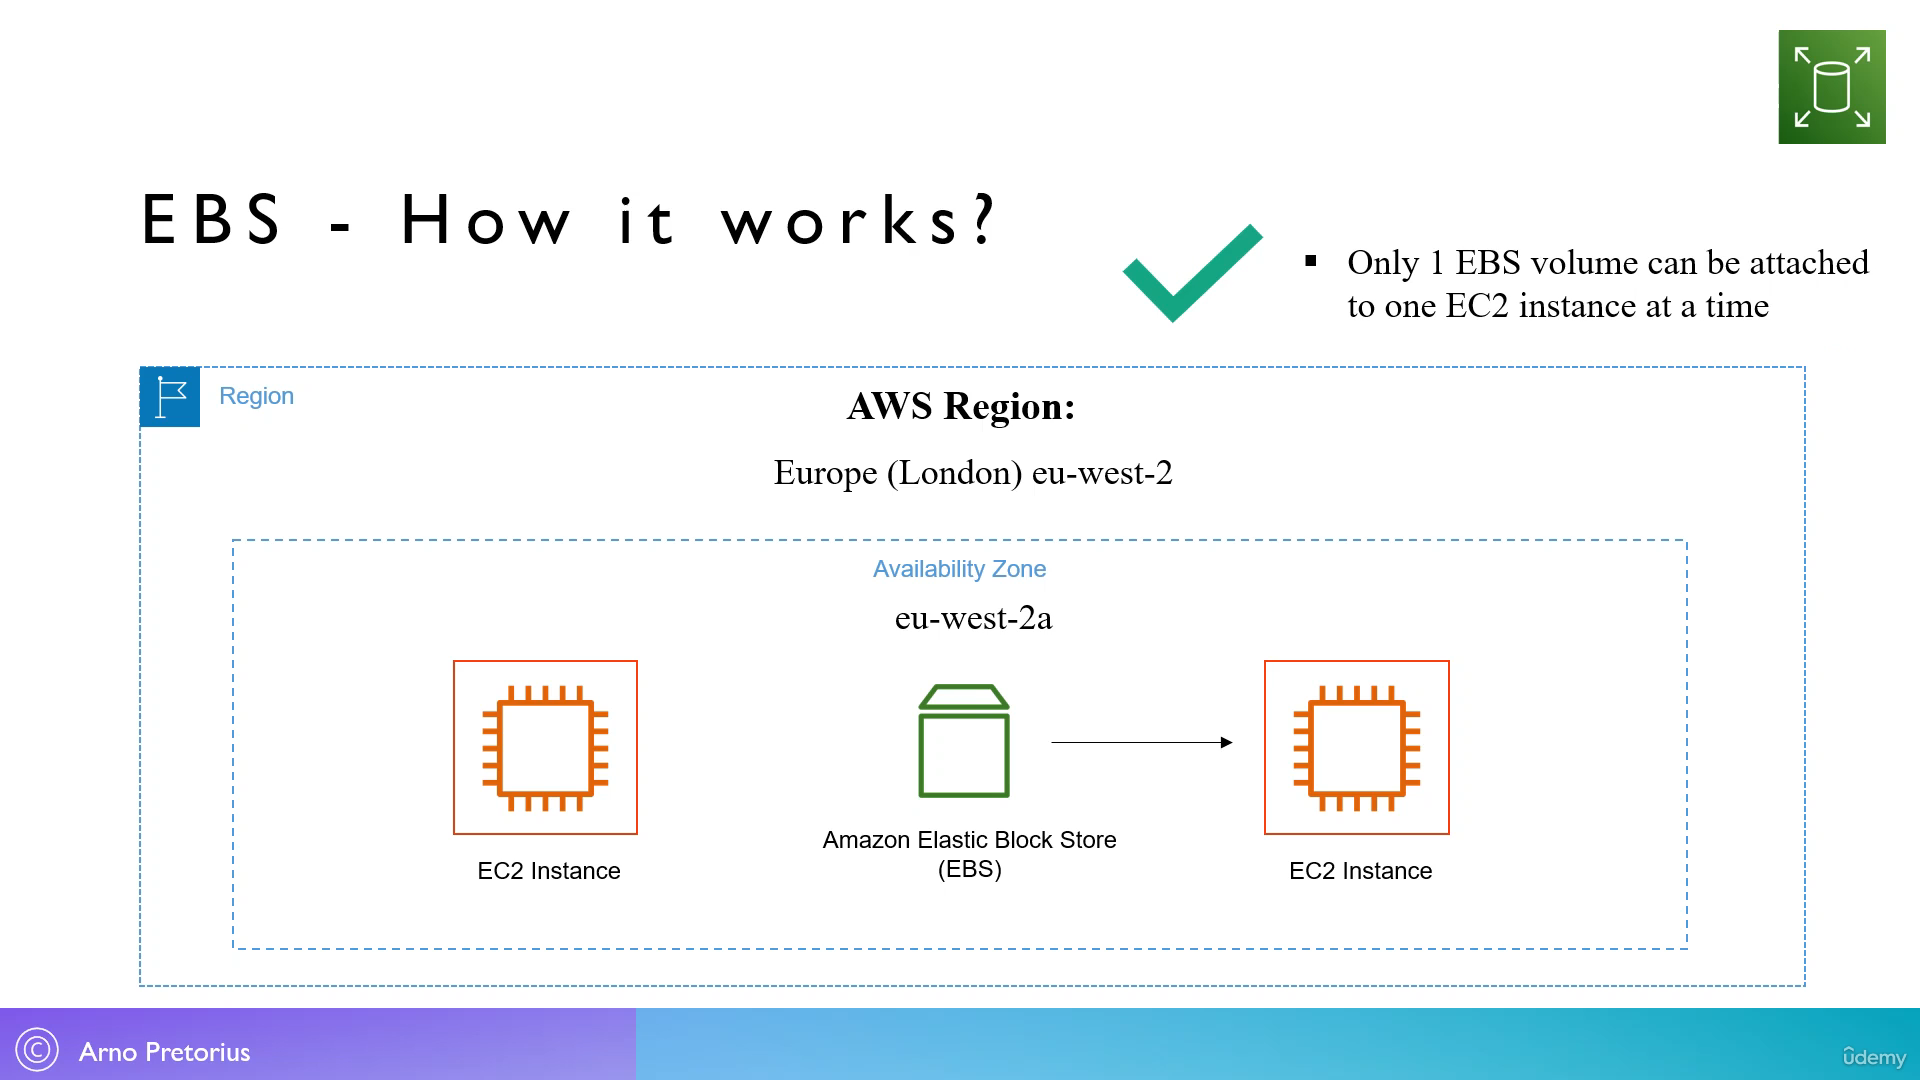 EBS - How it works?
▪ Only 1 EBS volume can be attached
to one EC2 instance at a time
Region
AWS Region:
Europe (London) eu-west-2
Availability Zone
eu-west-2a
Amazon Elastic Block Store
(EBS)
EC2 Instance
EC2 Instance
© Arno Pretorius
ûdemy